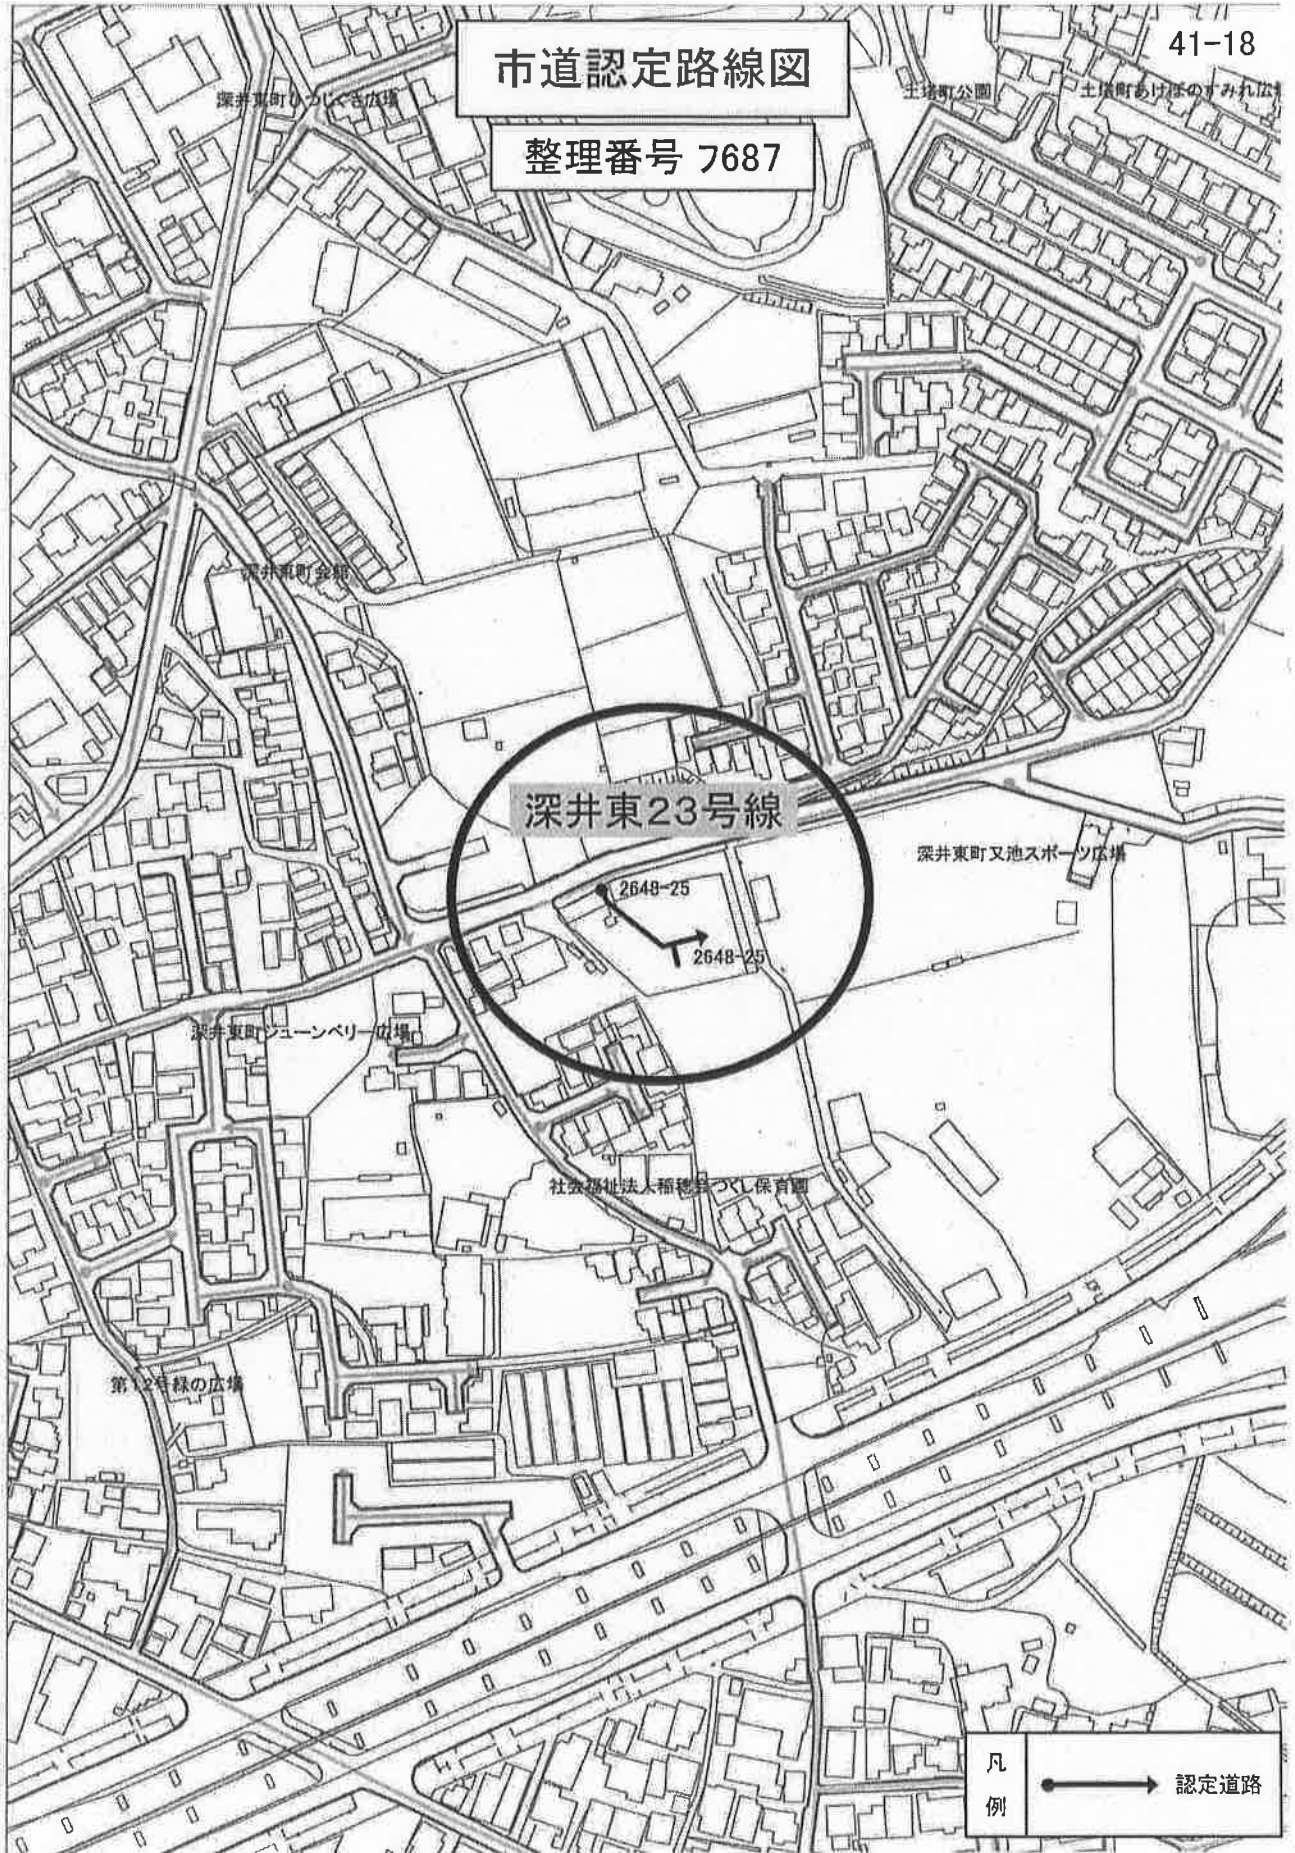 41-18
市道認定路線図
整理番号 7687
深井東町ひつじぐさ広場
土塔町公園
土塔町あけぼのすみれ広場
深井東町会館
深井東23号線
深井東町又池スポーツ広場
2648-25
2648-25
深井東町ジューンベリー広場
社会福祉法人稲穂会つくし保育園
第12号緑の広場
凡例
認定道路